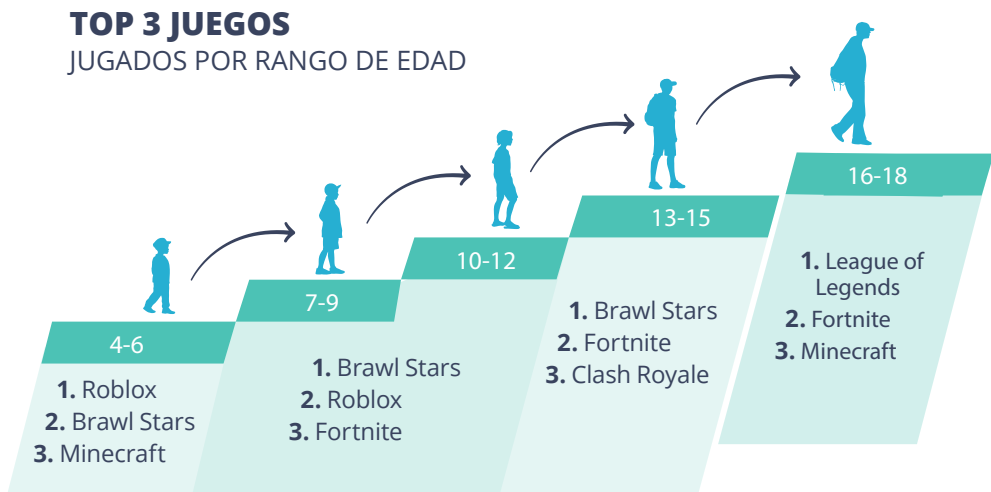 TOP 3 JUEGOS
JUGADOS POR RANGO DE EDAD
4-6
1. Roblox
2. Brawl Stars
3. Minecraft
7-9
10-12
1. Brawl Stars
2. Roblox
3. Fortnite
13-15
1. Brawl Stars
2. Fortnite
3. Clash Royale
16-18
1. League of
Legends
2. Fortnite
3. Minecraft